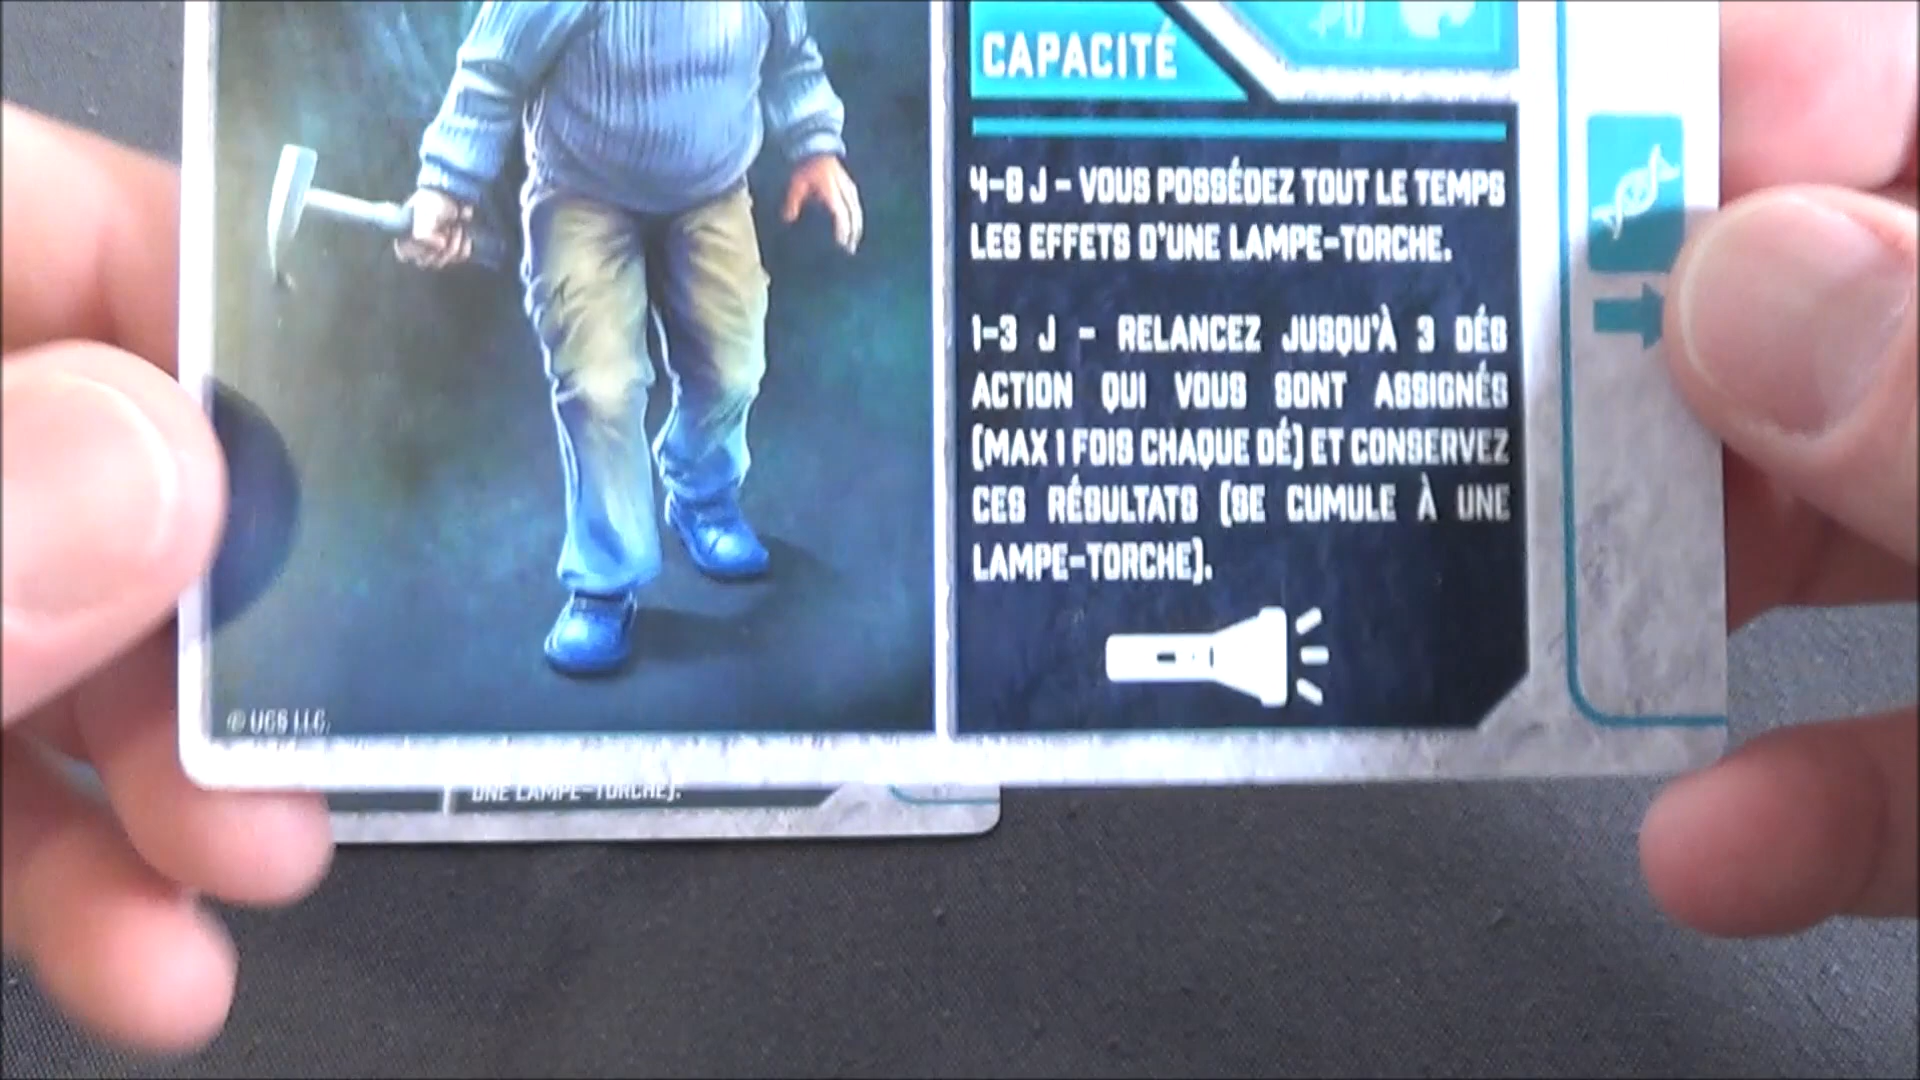 CAPACITÉ
4-8 J - VOUS POSSÉDEZ TOUT LE TEMPS
LES EFFETS D'UNE LAMPE-TORCHE.
1-3 J - RELANCEZ JUSQU'À 3 DÉS
ACTION QUI VOUS SONT ASSIGNÉS
(MAX 1 FOIS CHAQUE DÉ) ET CONSERVEZ
CES RÉSULTATS (SE CUMULE À UNE
LAMPE-TORCHE).
© UGS LLC.
UNE LAMPE-TORCHE).